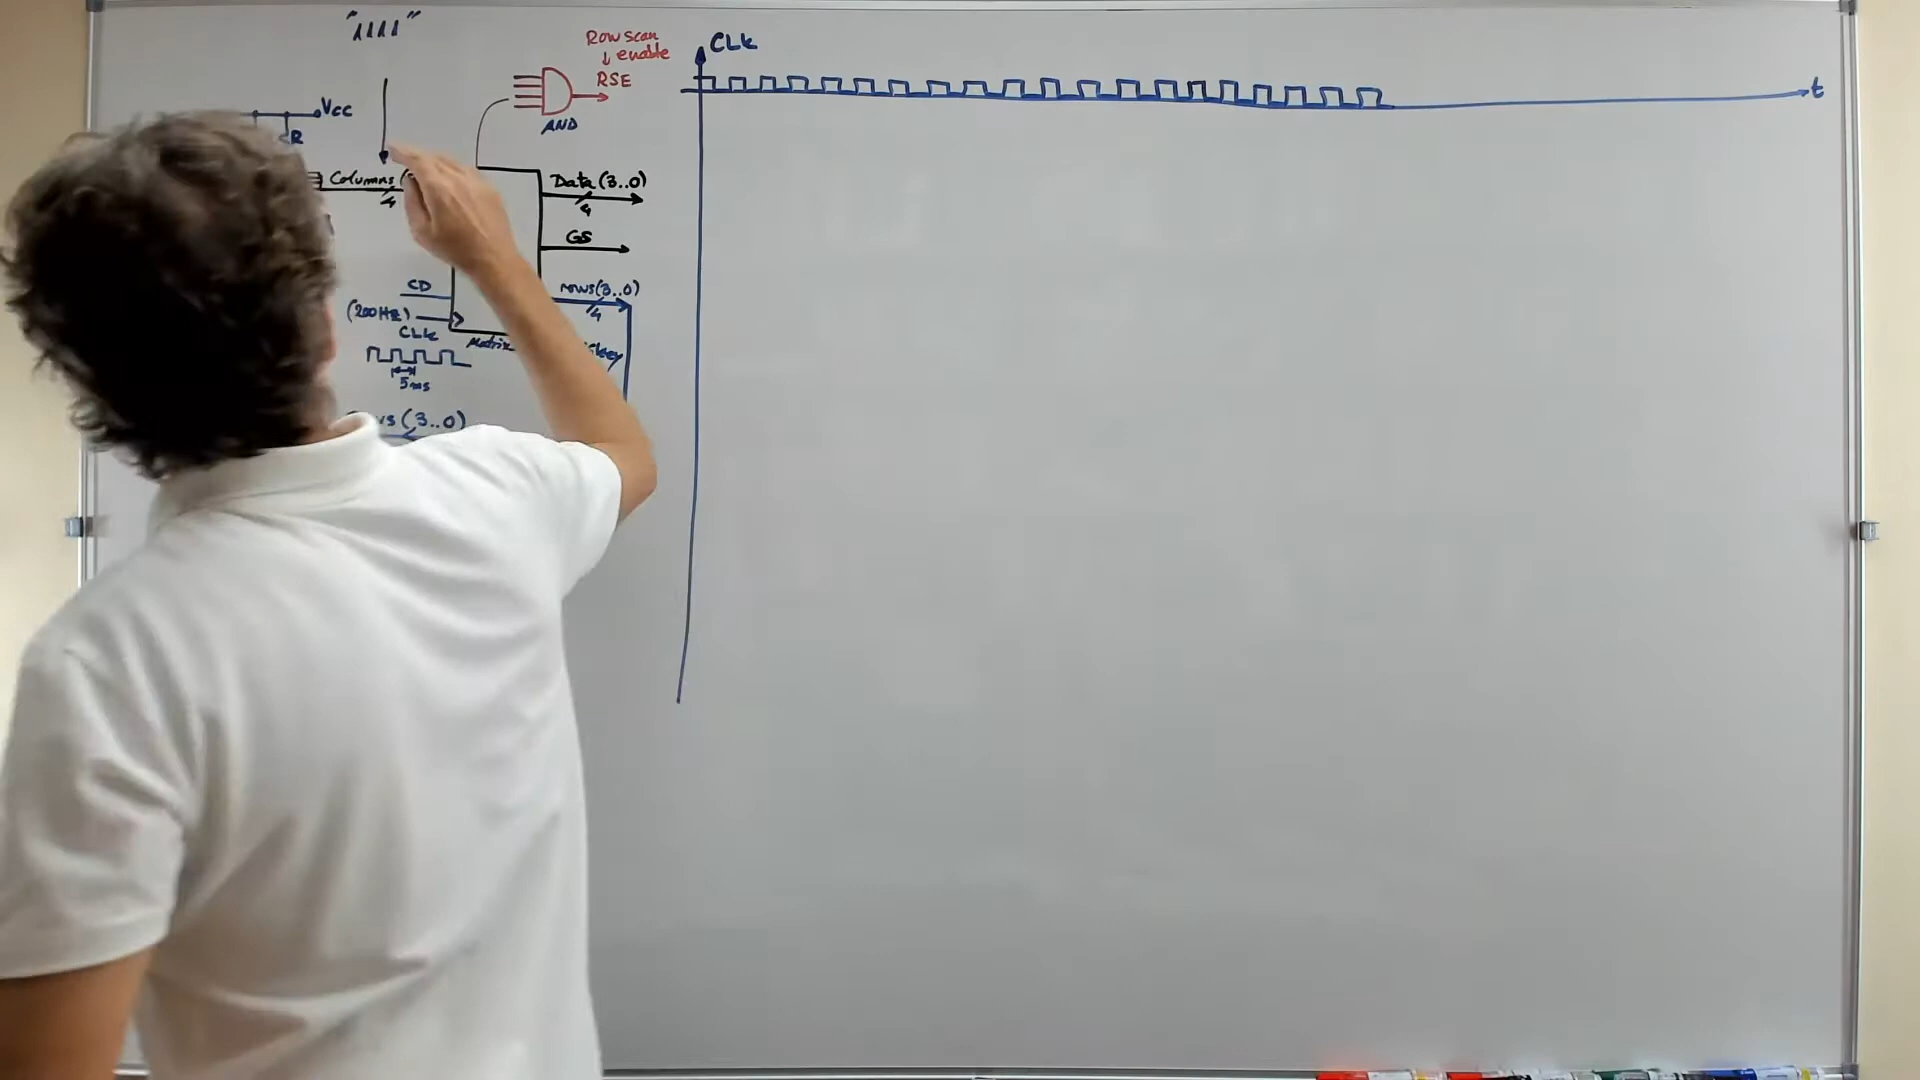 "1111"
Row scan
↓ enable
RSE
AND
Vcc
R
Columns (
4
Data (3..0)
4
GS
CD
(200Hz)
CLK
5ms
rows(3..0)
4
Matrix
(3..0)
CLK
t